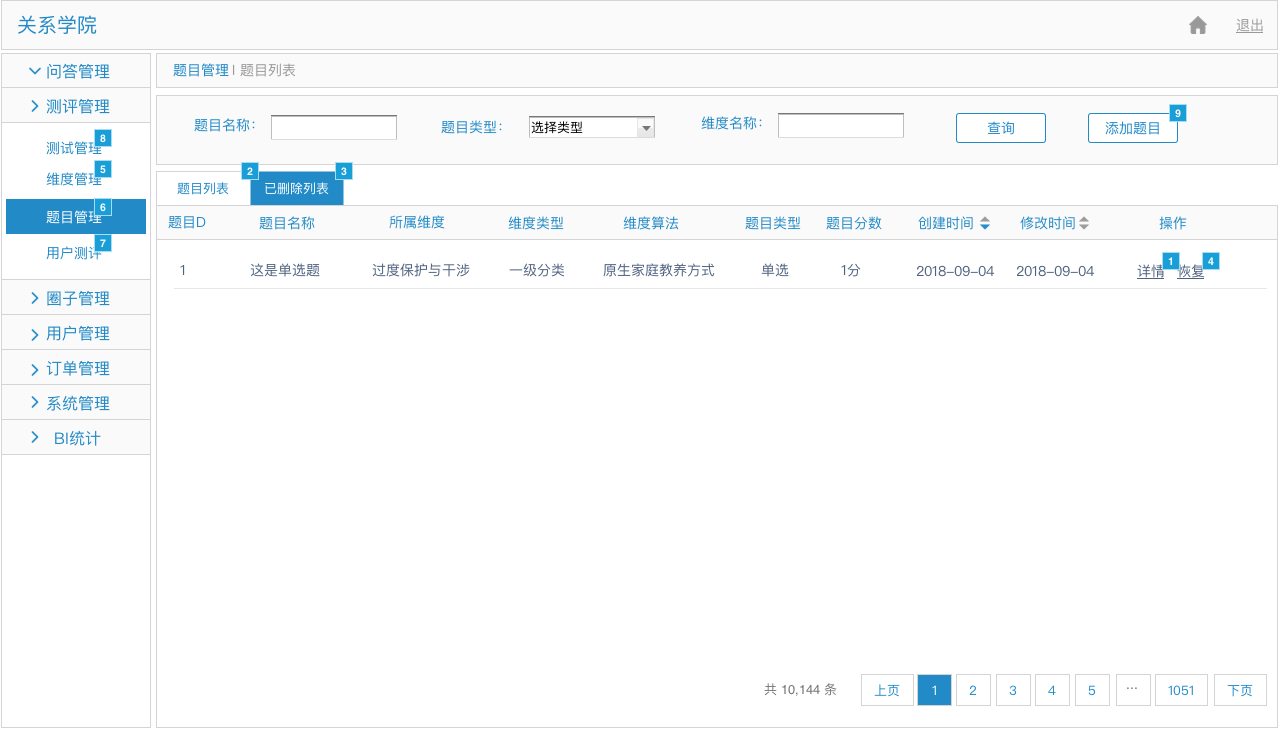 关系学院
退出
问答管理
测评管理
测试管理 8
维度管理 5
题目管理 6
用户测评 7
圈子管理
用户管理
订单管理
系统管理
BI统计
题目管理 | 题目列表
题目名称: 题目类型: 选择类型 维度名称: 查询 添加题目 9
题目列表 2 已删除列表 3
题目D 题目名称 所属维度 维度类型 维度算法 题目类型 题目分数 创建时间 修改时间 操作
1 这是单选题 过度保护与干涉 一级分类 原生家庭教养方式 单选 1分 2018-09-04 2018-09-04 详情 1 恢复 4
共 10,144 条 上页 1 2 3 4 5 ... 1051 下页